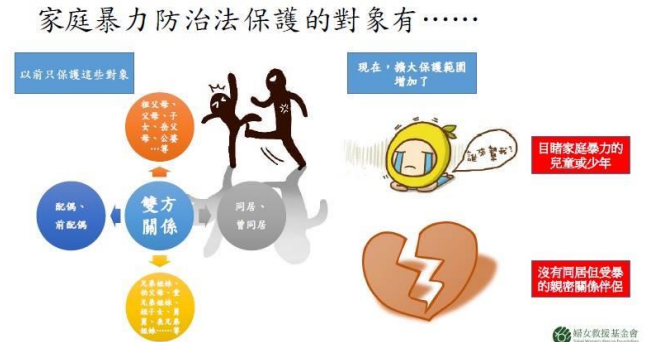 家庭暴力防治法保護的對象有……
以前只保護這些對象
祖父母、
父母、子
女、岳父
母、公婆
…等
配偶、
前配偶
雙方
關係
同居、
曾同居
兄弟姐妹、
現在，擴大保護範圍
增加了
誰來幫我?
目睹家庭暴力的
兒童或少年
沒有同居但受暴
的親密關係伴侶
婦女救援基金會